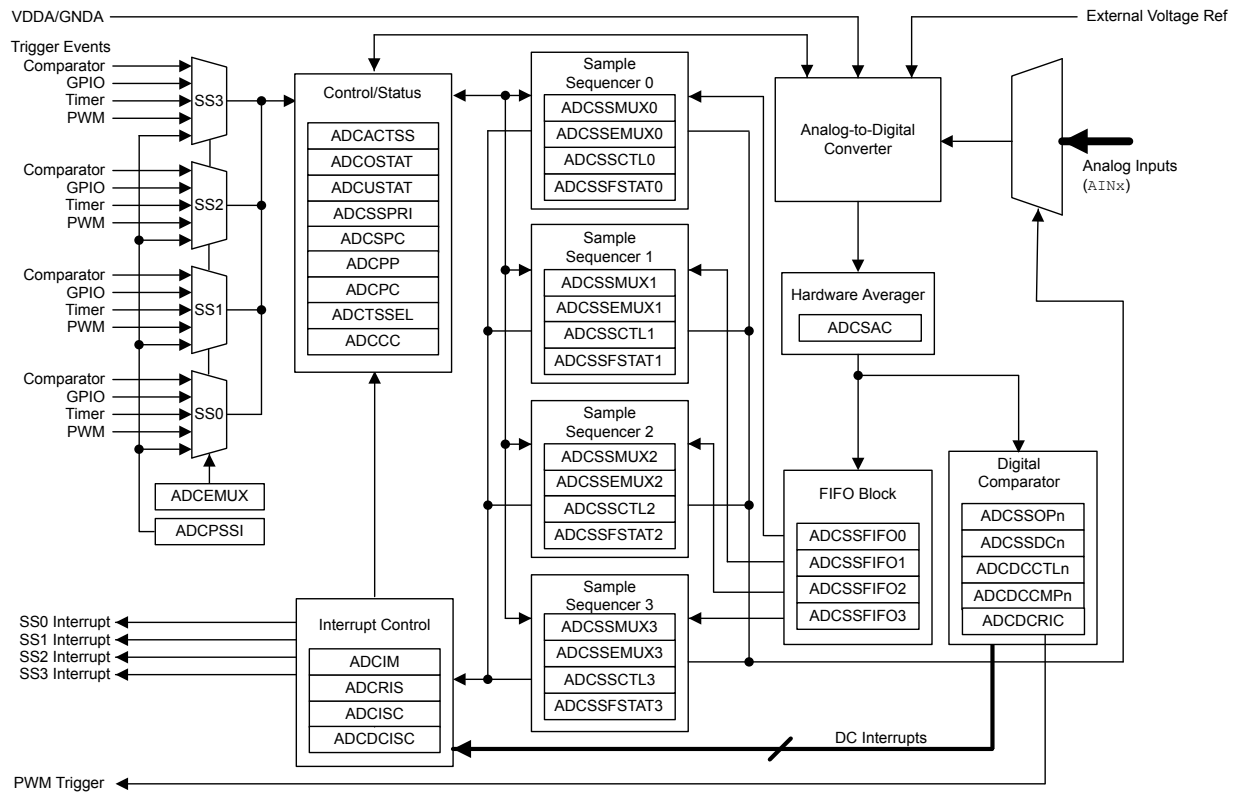 VDDA/GNDA
External Voltage Ref
Trigger Events
Comparator
GPIO
Timer
PWM
SS3
Comparator
GPIO
Timer
PWM
SS2
Comparator
GPIO
Timer
PWM
SS1
Comparator
GPIO
Timer
PWM
SS0
ADCEMUX
ADCPSSI
Control/Status
ADCACTSS
ADCOSTAT
ADCUSTAT
ADCSSPRI
ADCSPC
ADCPP
ADCPC
ADCTSSEL
ADCCC
Sample
Sequencer 0
ADCSSMUX0
ADCSSEMUX0
ADCSSCTL0
ADCSSFSTAT0
Sample
Sequencer 1
ADCSSMUX1
ADCSSEMUX1
ADCSSCTL1
ADCSSFSTAT1
Sample
Sequencer 2
ADCSSMUX2
ADCSSEMUX2
ADCSSCTL2
ADCSSFSTAT2
Sample
Sequencer 3
ADCSSMUX3
ADCSSEMUX3
ADCSSCTL3
ADCSSFSTAT3
Analog-to-Digital
Converter
Analog Inputs
(AINx)
Hardware Averager
ADCSAC
FIFO Block
ADCSSFIFO0
ADCSSFIFO1
ADCSSFIFO2
ADCSSFIFO3
Digital
Comparator
ADCSSOPn
ADCSSDCn
ADCDCCTLn
ADCDCCMPn
ADCDCRIC
SS0 Interrupt
SS1 Interrupt
SS2 Interrupt
SS3 Interrupt
Interrupt Control
ADCIM
ADCRIS
ADCISC
ADCDCISC
DC Interrupts
PWM Trigger